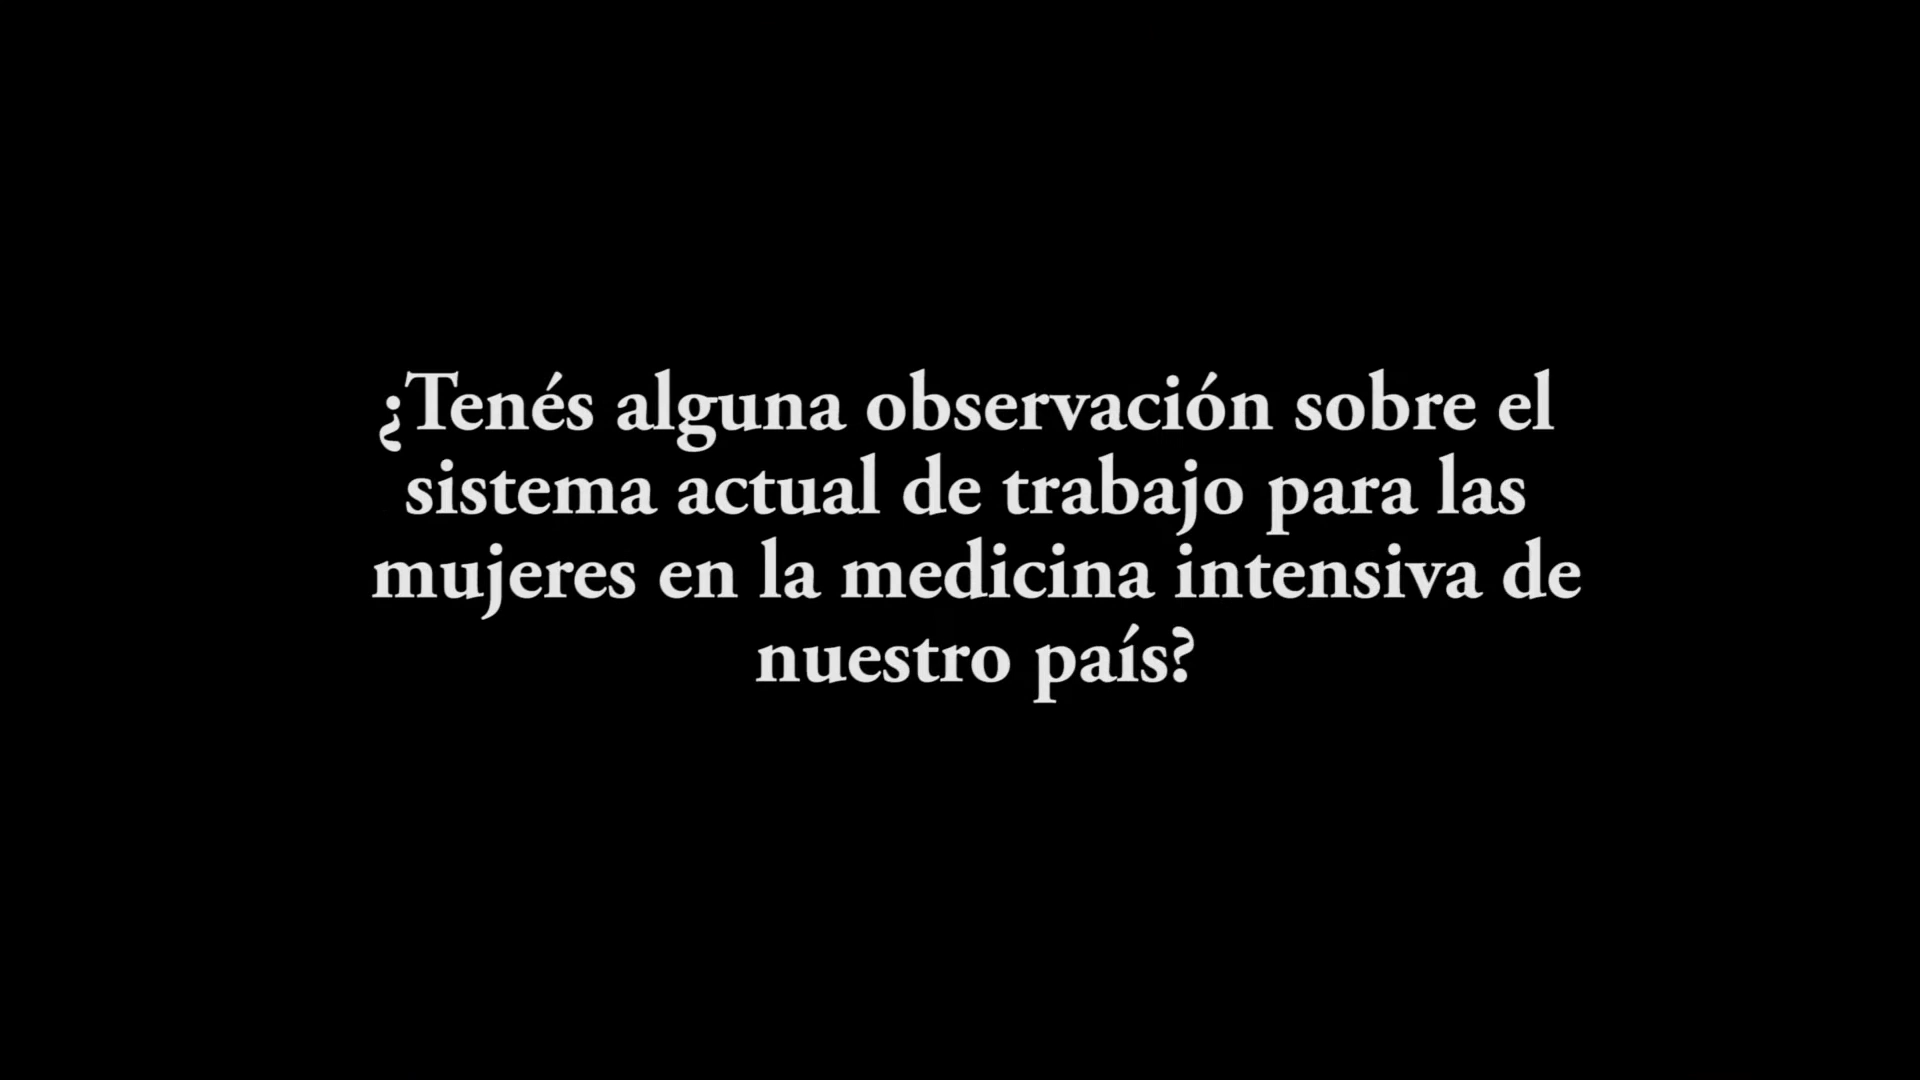 ¿Tenés alguna observación sobre el
sistema actual de trabajo para las
mujeres en la medicina intensiva de
nuestro país?